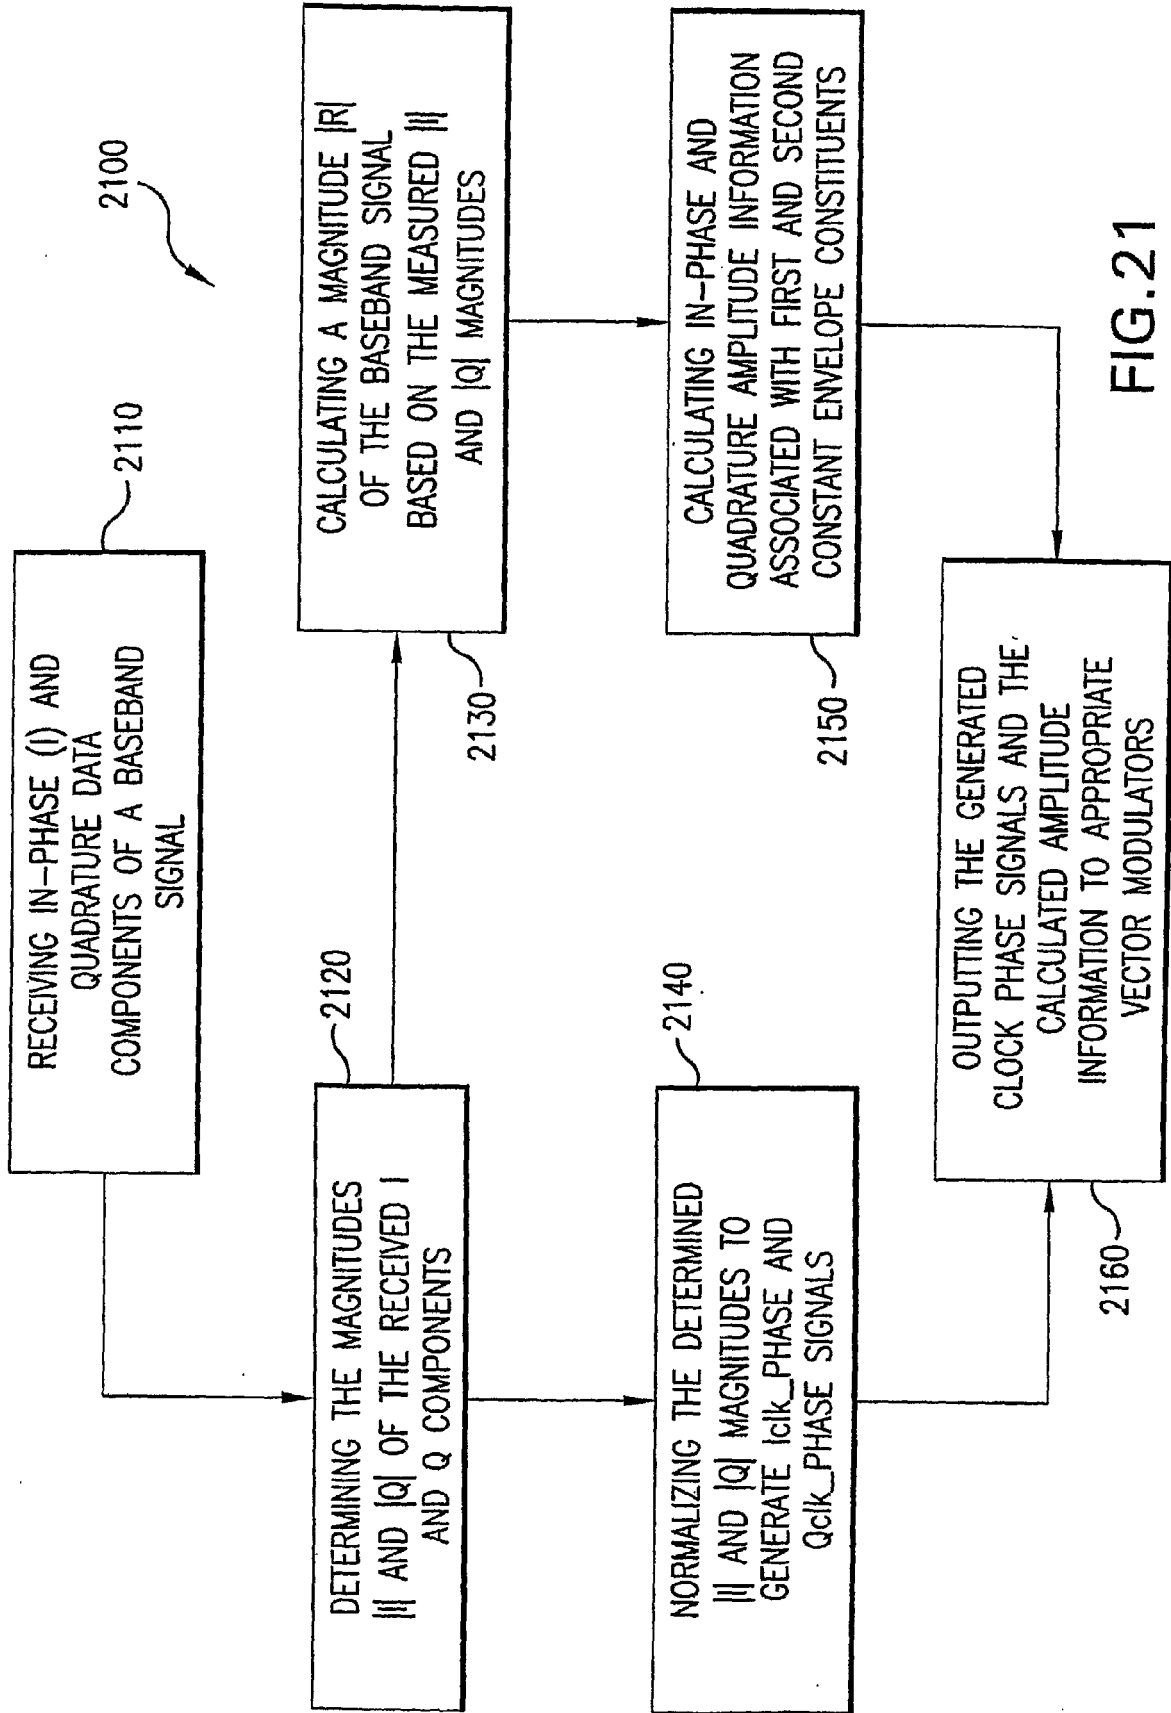 2100
RECEIVING IN-PHASE (I) AND
QUADRATURE DATA
COMPONENTS OF A BASEBAND
SIGNAL
2110
DETERMINING THE MAGNITUDES
|I| AND |Q| OF THE RECEIVED I
AND Q COMPONENTS
2120
CALCULATING A MAGNITUDE |R|
OF THE BASEBAND SIGNAL
BASED ON THE MEASURED |I|
AND |Q| MAGNITUDES
2130
NORMALIZING THE DETERMINED
|I| AND |Q| MAGNITUDES TO
GENERATE Iclk_PHASE AND
Qclk_PHASE SIGNALS
2140
CALCULATING IN-PHASE AND
QUADRATURE AMPLITUDE INFORMATION
ASSOCIATED WITH FIRST AND SECOND
CONSTANT ENVELOPE CONSTITUENTS
2150
OUTPUTTING THE GENERATED
CLOCK PHASE SIGNALS AND THE
CALCULATED AMPLITUDE
INFORMATION TO APPROPRIATE
VECTOR MODULATORS
2160
FIG.21